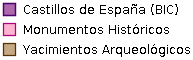 Castillos de España (BIC)
Monumentos Históricos
Yacimientos Arqueológicos